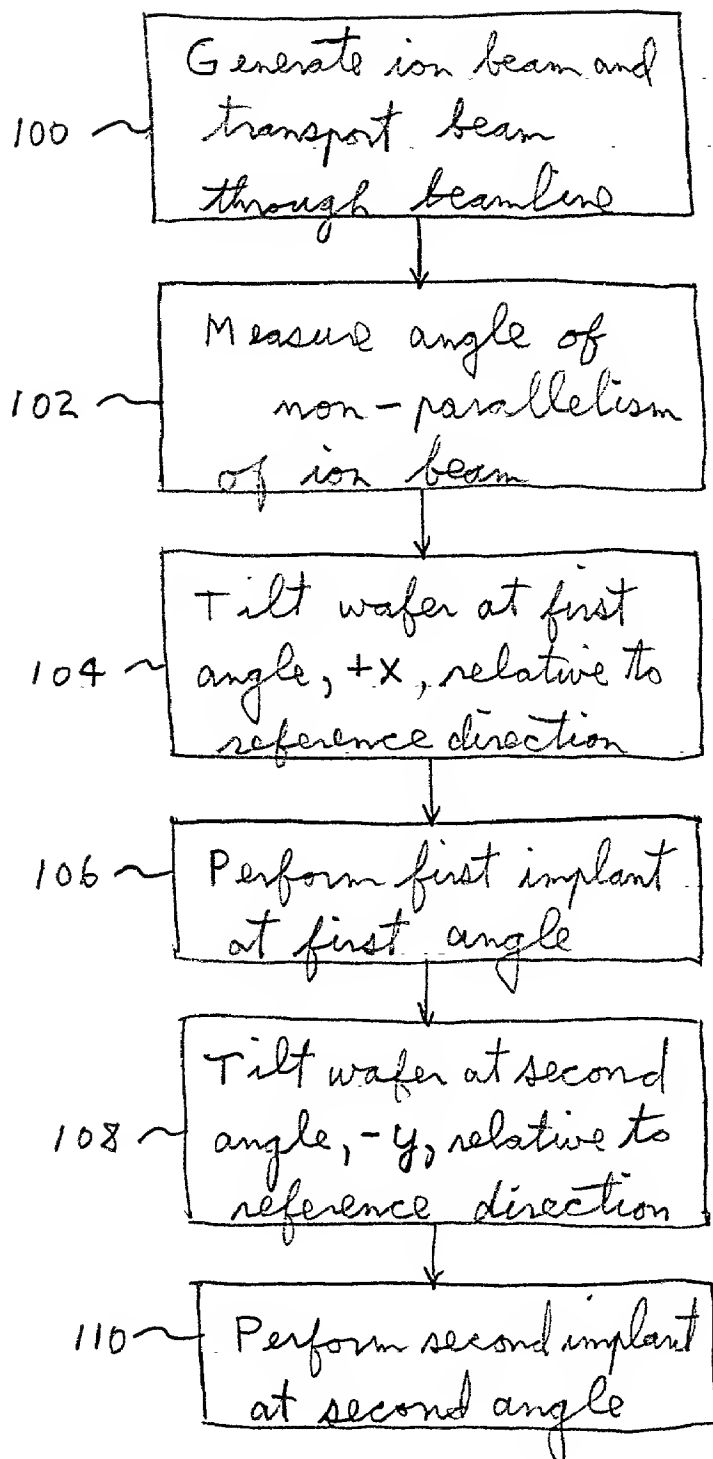 Generate ion beam and
100 transport beam
through beamline
Measure angle of
102 non-parallelism
of ion beam
Tilt wafer at first
104 angle, +x, relative to
reference direction
106 Perform first implant
at first angle
Tilt wafer at second
108 angle, -y, relative to
reference direction
110 Perform second implant
at second angle